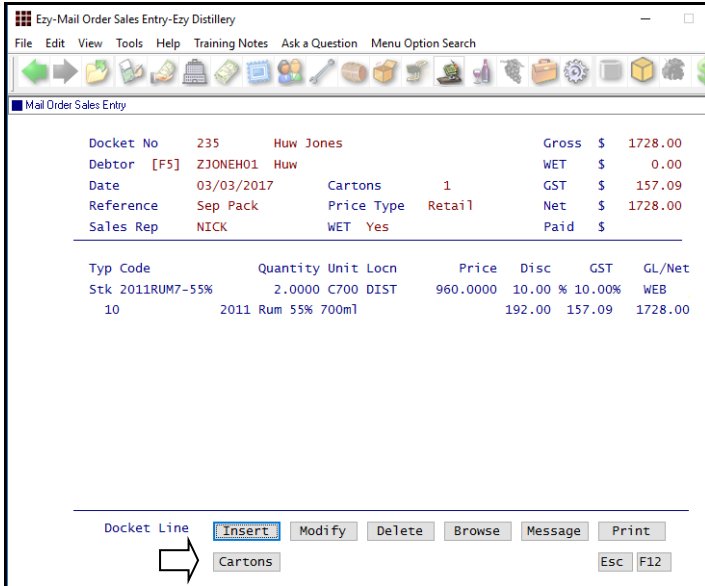 Ezy-Mail Order Sales Entry-Ezy Distillery
File Edit View Tools Help Training Notes Ask a Question Menu Option Search
Mail Order Sales Entry
Docket No 235 Huw Jones Gross $ 1728.00
Debtor [F5] ZJONEH01 Huw WET $ 0.00
Date 03/03/2017 Cartons 1 GST $ 157.09
Reference Sep Pack Price Type Retail Net $ 1728.00
Sales Rep NICK WET Yes Paid $
Typ Code Quantity Unit Locn Price Disc GST GL/Net
Stk 2011RUM7-55% 2.0000 C700 DIST 960.0000 10.00 % 10.00% WEB
10 2011 Rum 55% 700ml 192.00 157.09 1728.00
Docket Line Insert Modify Delete Browse Message Print
Cartons Esc F12